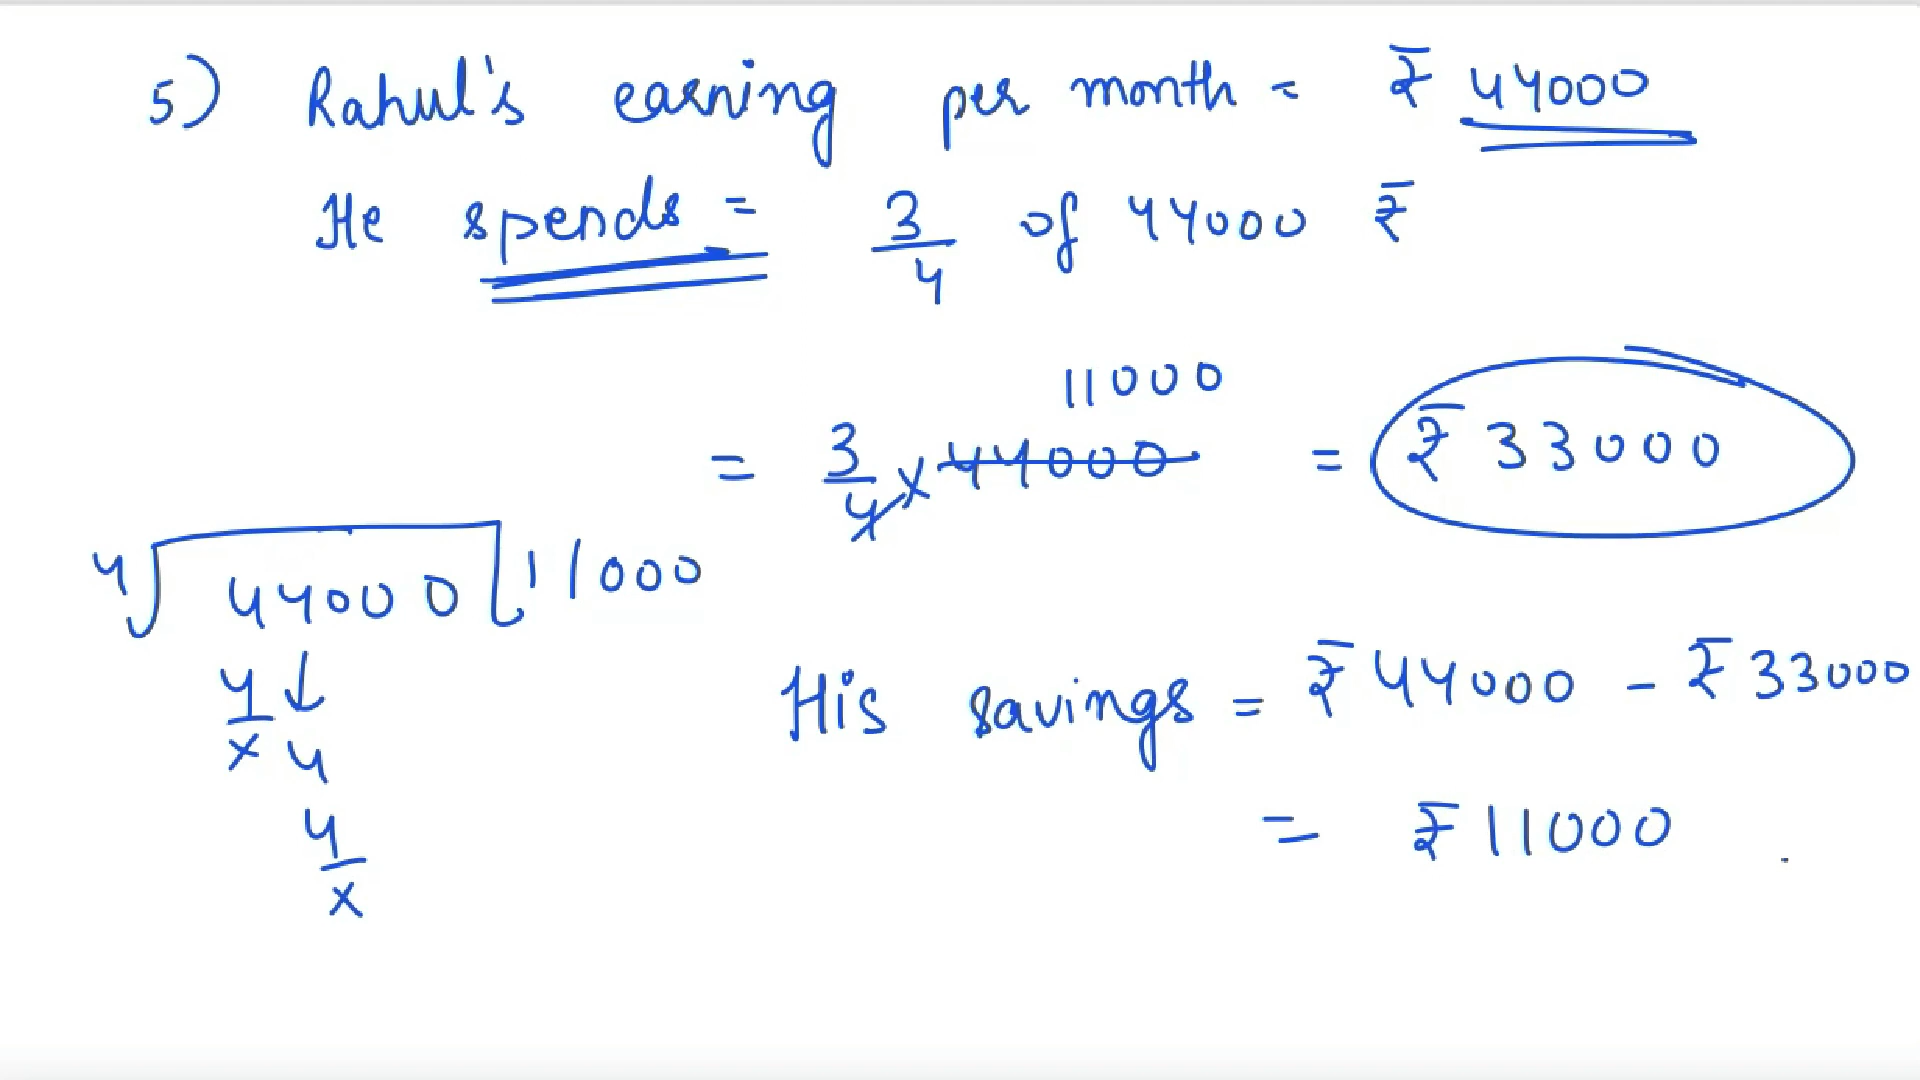 5) Rahul's earning per month = ₹ 44000
He spends = 3/4 of 44000 ₹
11000
= 3/4 x 44000 = ₹ 33000
4 44000 11000
4 ↓
x 4
4
x
His savings = ₹ 44000 - ₹ 33000
= ₹ 11000